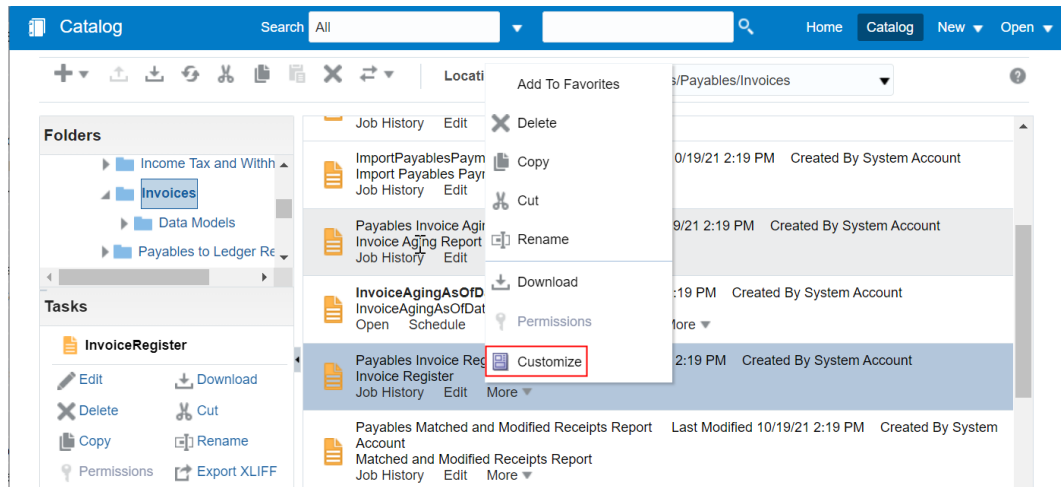 Catalog Search All Home Catalog New Open
Locati s/Payables/Invoices
Folders
Income Tax and Withh
Invoices
Data Models
Payables to Ledger Re
Tasks
InvoiceRegister
Edit Download
Delete Cut
Copy Rename
Permissions Export XLIFF
Job History Edit
ImportPayablesPaym 0/19/21 2:19 PM Created By System Account
Import Payables Payr
Job History Edit
Payables Invoice Agin 9/21 2:19 PM Created By System Account
Invoice Aging Report
Job History Edit
InvoiceAgingAsOfD :19 PM Created By System Account
InvoiceAgingAsOfDat
Open Schedule More
Payables Invoice Reg 2:19 PM Created By System Account
Invoice Register
Job History Edit More
Payables Matched and Modified Receipts Report Last Modified 10/19/21 2:19 PM Created By System
Account
Matched and Modified Receipts Report
Job History Edit More
Add To Favorites
Delete
Copy
Cut
Rename
Download
Permissions
Customize